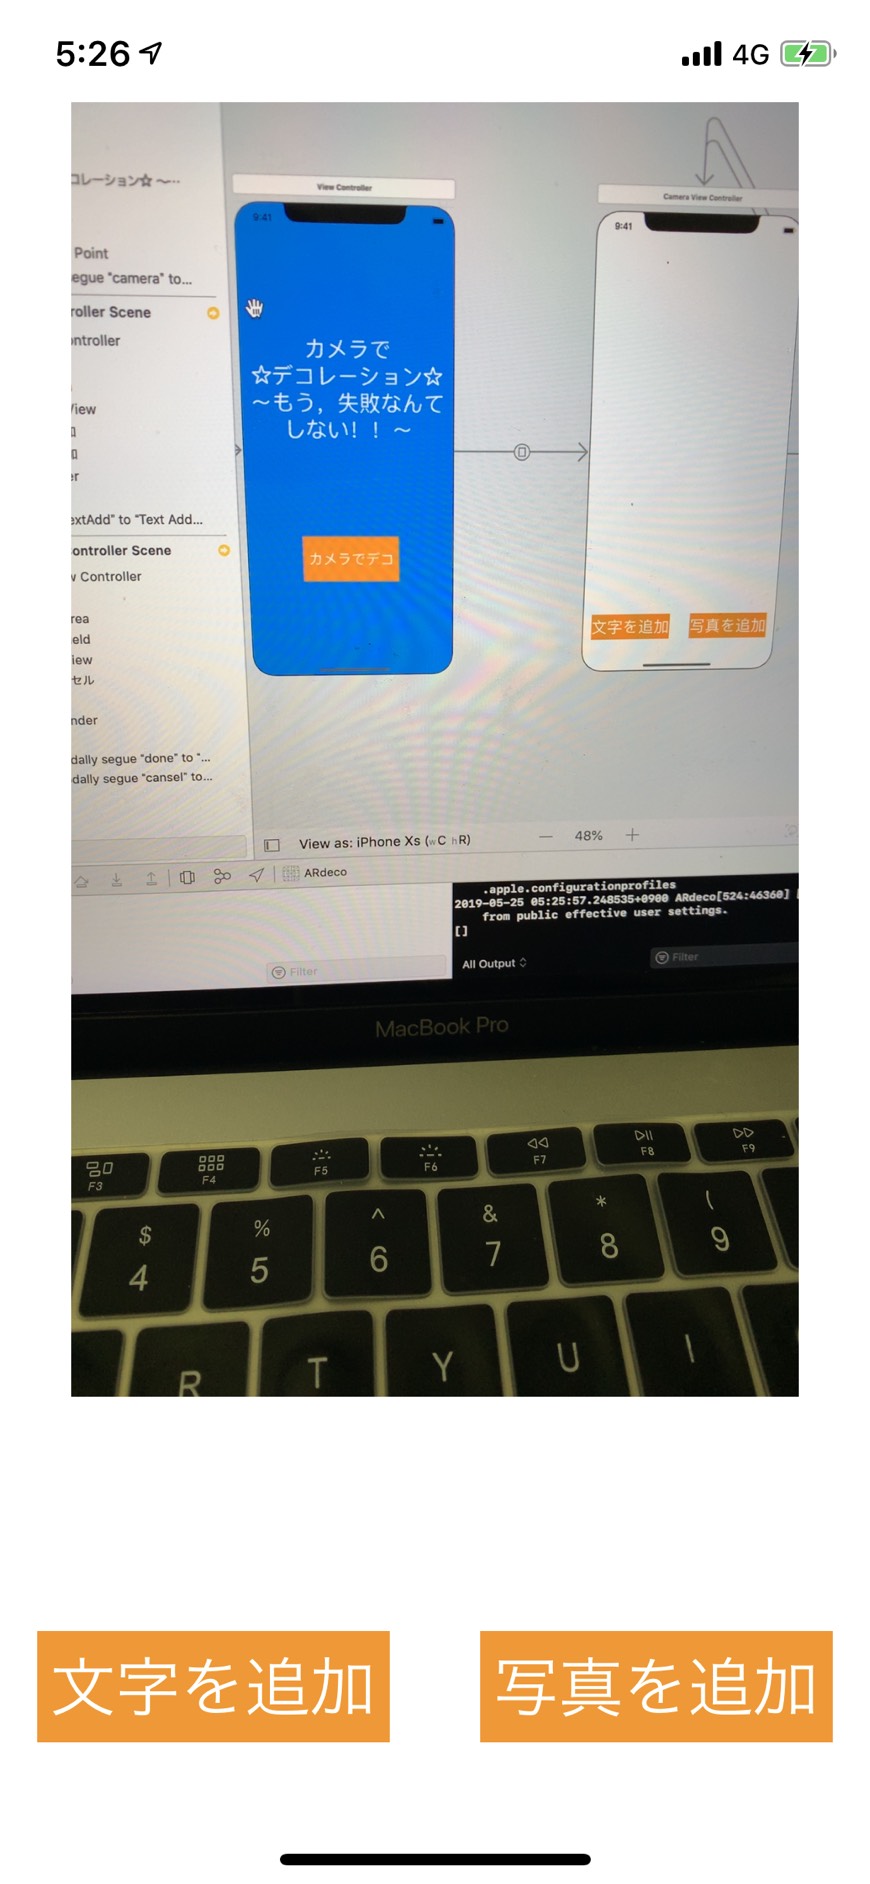 5:26
4G
コレーション☆ 〜…
Point
egue "camera" to...
roller Scene
ontroller
View
ロ
er
extAdd" to "Text Add...
ontroller Scene
w Controller
rea
eld
iew
セル
nder
dally segue "done" to "...
dally segue "cansel" to...
View Controller
9:41
カメラで
☆デコレーション☆
〜もう，失敗なんて
しない！！〜
カメラでデコ
Camera View Controller
9:41
文字を追加 写真を追加
View as: iPhone Xs (wC hR)
48%
ARdeco
.apple.configurationprofiles
2019-05-25 05:25:57.248535+0900 ARdeco[524:46360]
from public effective user settings.
[]
Filter
All Output
Filter
MacBook Pro
F3 F4 F5 F6 F7 F8 F9
$ % ^ & * (
4 5 6 7 8 9
R T Y U I
文字を追加 写真を追加